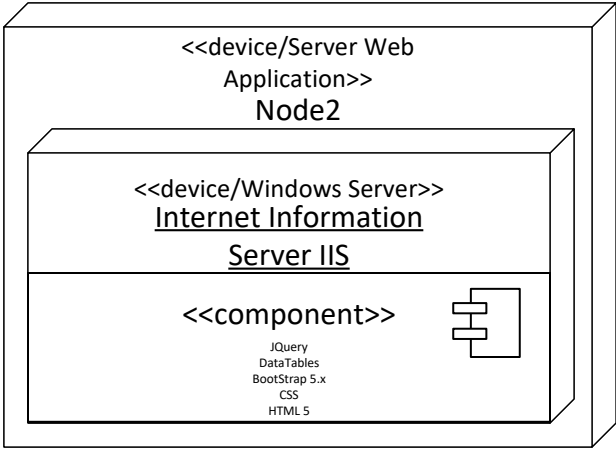 <<device/Server Web
Application>>
Node2
<<device/Windows Server>>
Internet Information
Server IIS
<<component>>
JQuery
DataTables
BootStrap 5.x
CSS
HTML 5